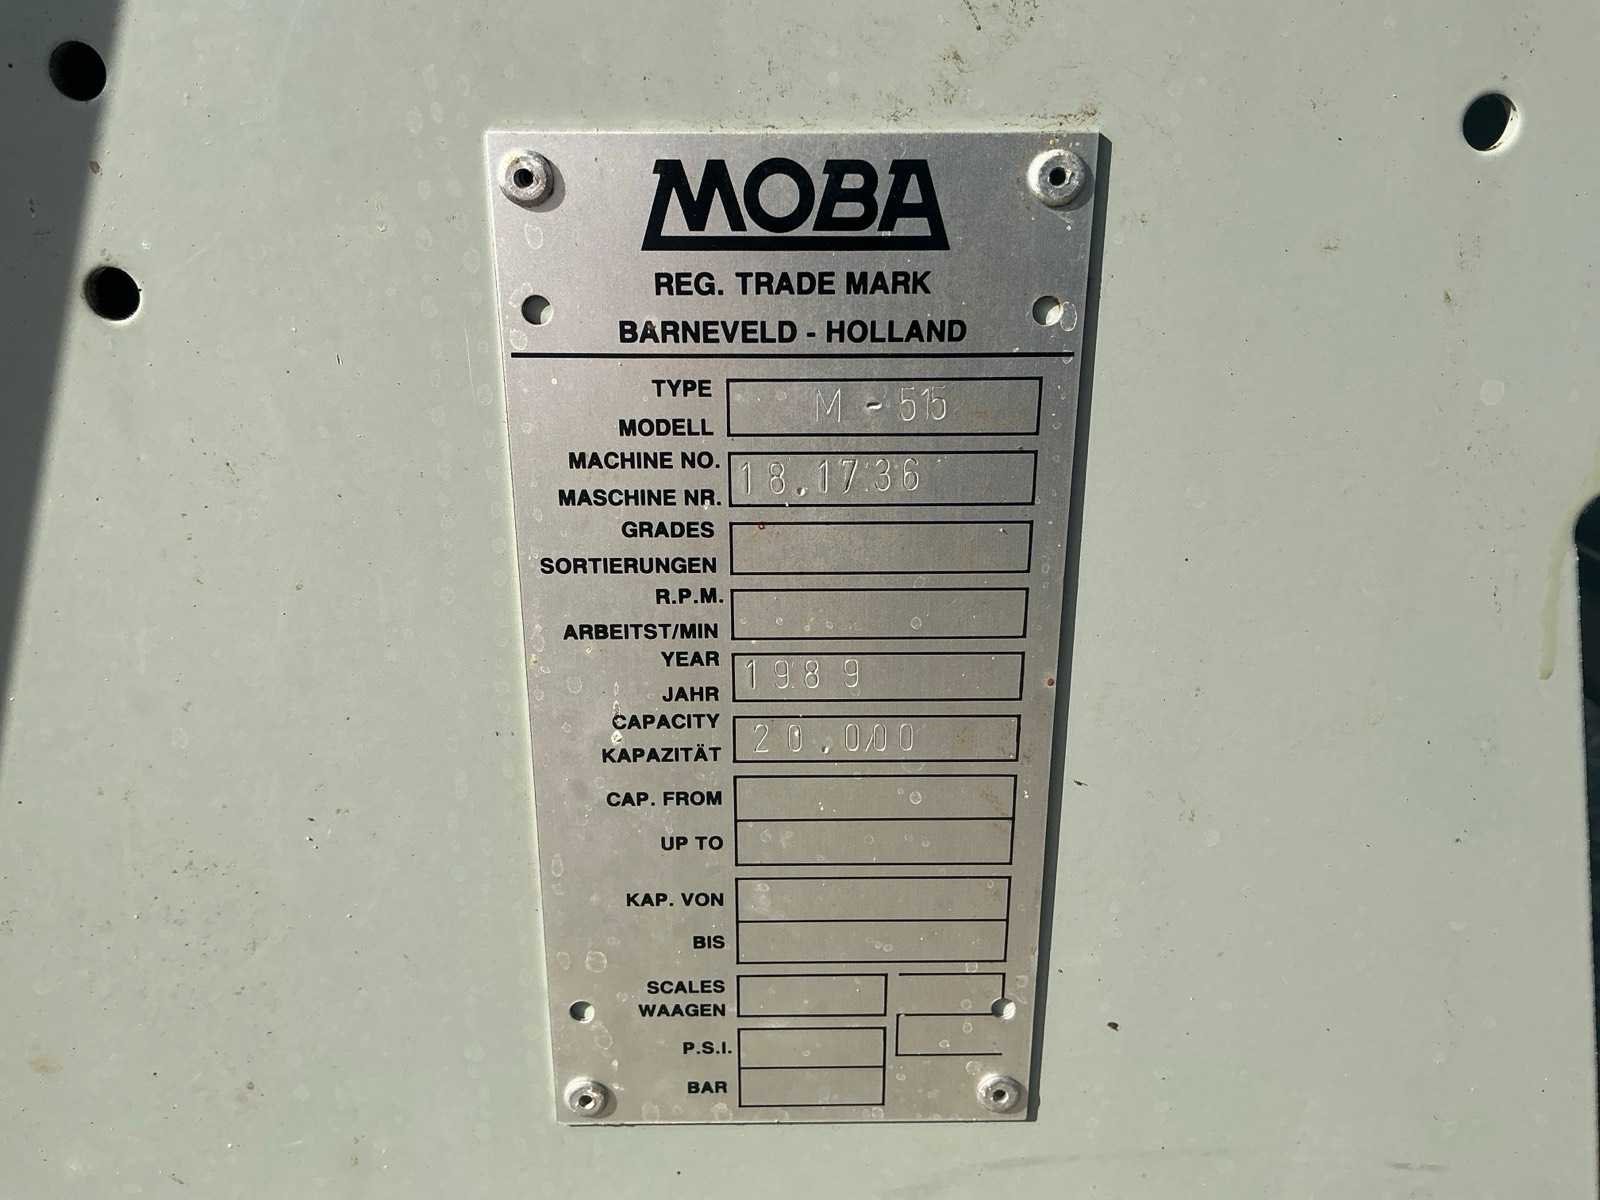 MOBA
REG. TRADE MARK
BARNEVELD - HOLLAND
TYPE
MODELL
M - 515
MACHINE NO.
MASCHINE NR.
18.1736
GRADES
SORTIERUNGEN
R.P.M.
ARBEITST/MIN
YEAR
JAHR
1989
CAPACITY
KAPAZITÄT
20.000
CAP. FROM
UP TO
KAP. VON
BIS
SCALES
WAAGEN
P.S.I.
BAR